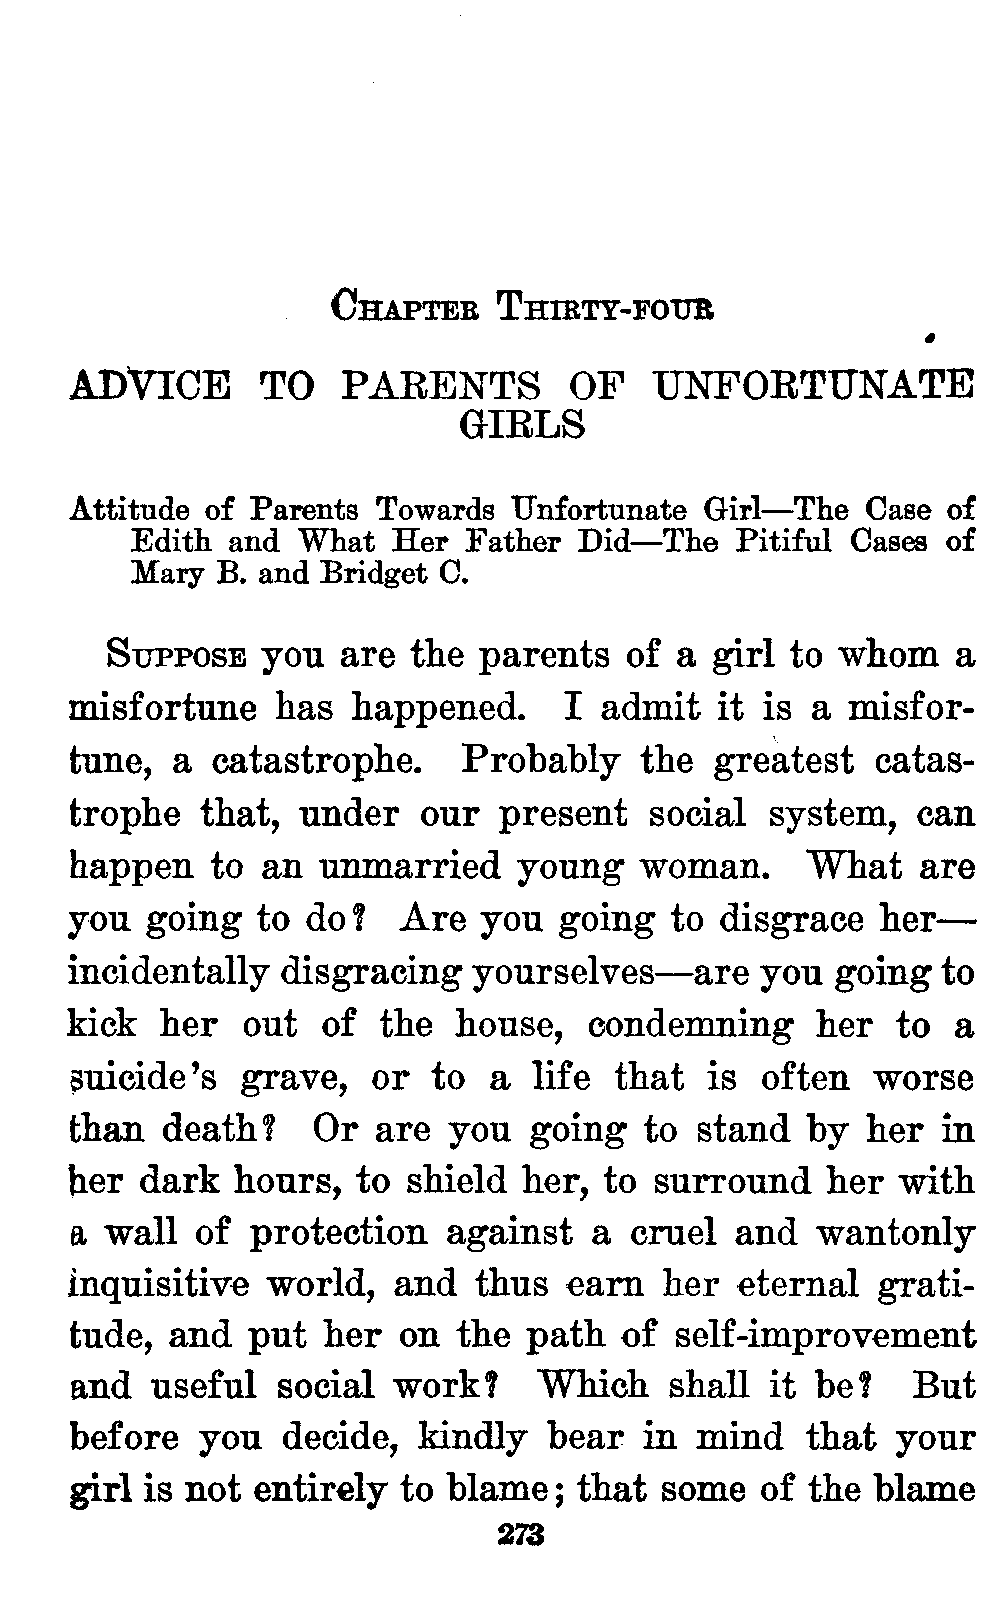 CHAPTER THIRTY-FOUR
ADVICE TO PARENTS OF UNFORTUNATE
GIRLS
Attitude of Parents Towards Unfortunate Girl—The Case of
Edith and What Her Father Did—The Pitiful Cases of
Mary B. and Bridget C.
SUPPOSE you are the parents of a girl to whom a
misfortune has happened. I admit it is a misfor-
tune, a catastrophe. Probably the greatest catas-
trophe that, under our present social system, can
happen to an unmarried young woman. What are
you going to do? Are you going to disgrace her—
incidentally disgracing yourselves—are you going to
kick her out of the house, condemning her to a
suicide's grave, or to a life that is often worse
than death? Or are you going to stand by her in
her dark hours, to shield her, to surround her with
a wall of protection against a cruel and wantonly
inquisitive world, and thus earn her eternal grati-
tude, and put her on the path of self-improvement
and useful social work? Which shall it be? But
before you decide, kindly bear in mind that your
girl is not entirely to blame; that some of the blame
273